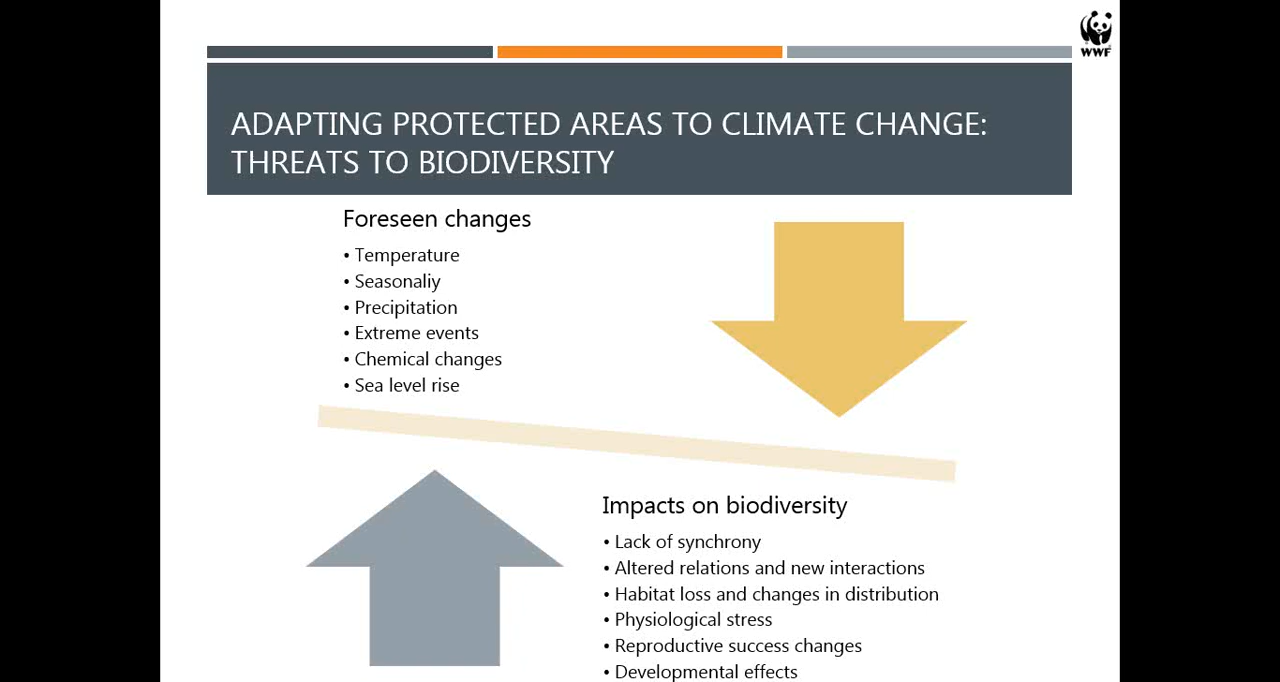 WWF
ADAPTING PROTECTED AREAS TO CLIMATE CHANGE:
THREATS TO BIODIVERSITY
Foreseen changes
• Temperature
• Seasonaliy
• Precipitation
• Extreme events
• Chemical changes
• Sea level rise
Impacts on biodiversity
• Lack of synchrony
• Altered relations and new interactions
• Habitat loss and changes in distribution
• Physiological stress
• Reproductive success changes
• Developmental effects